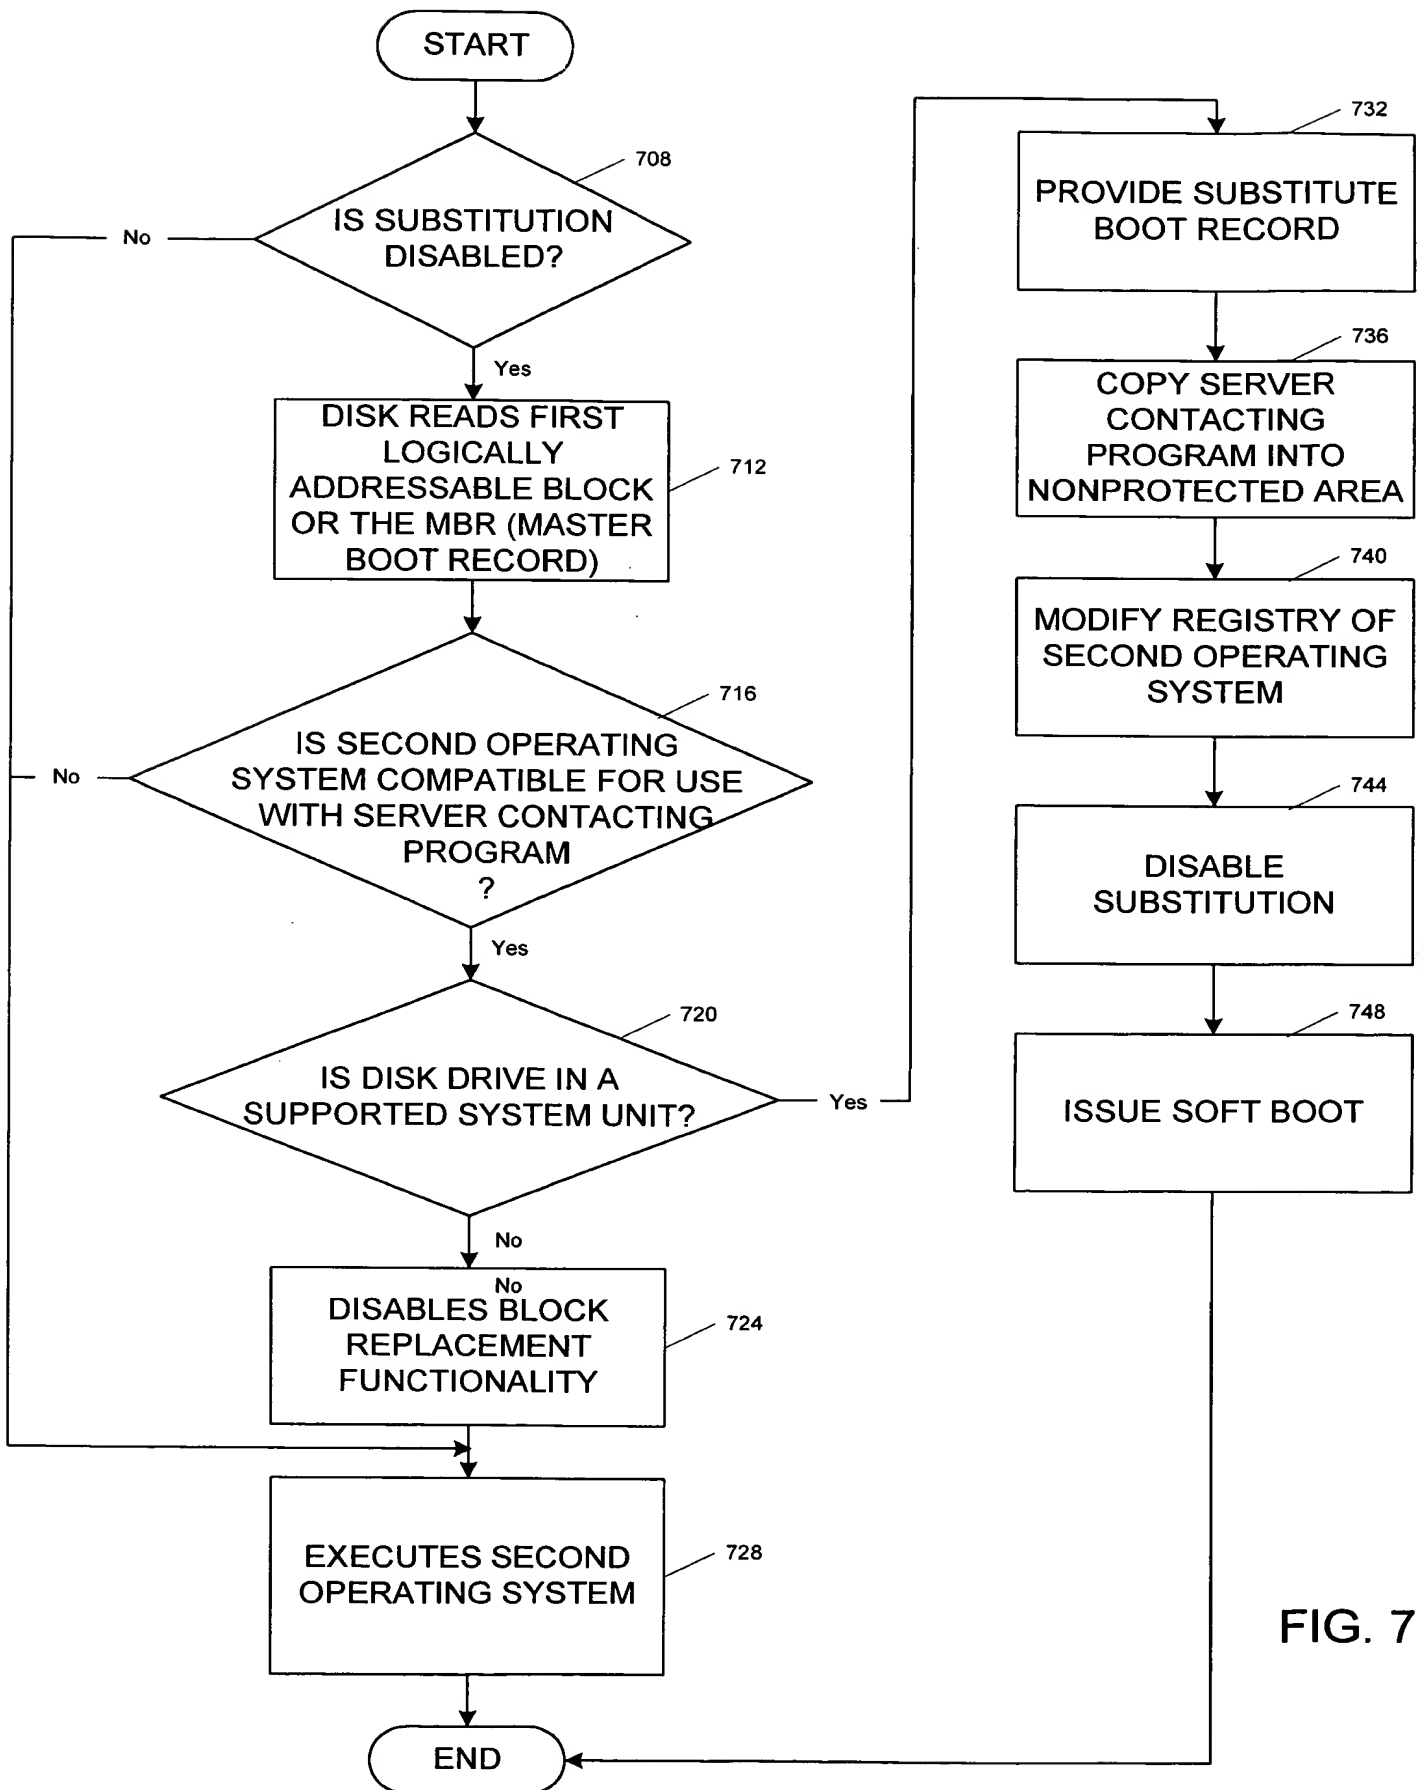 START
708
IS SUBSTITUTION
DISABLED?
No
Yes
DISK READS FIRST
LOGICALLY
ADDRESSABLE BLOCK
OR THE MBR (MASTER
BOOT RECORD)
712
716
IS SECOND OPERATING
SYSTEM COMPATIBLE FOR USE
WITH SERVER CONTACTING
PROGRAM
?
No
Yes
720
IS DISK DRIVE IN A
SUPPORTED SYSTEM UNIT?
Yes
No
No
DISABLES BLOCK
REPLACEMENT
FUNCTIONALITY
724
EXECUTES SECOND
OPERATING SYSTEM
728
END
732
PROVIDE SUBSTITUTE
BOOT RECORD
736
COPY SERVER
CONTACTING
PROGRAM INTO
NONPROTECTED AREA
740
MODIFY REGISTRY OF
SECOND OPERATING
SYSTEM
744
DISABLE
SUBSTITUTION
748
ISSUE SOFT BOOT
FIG. 7